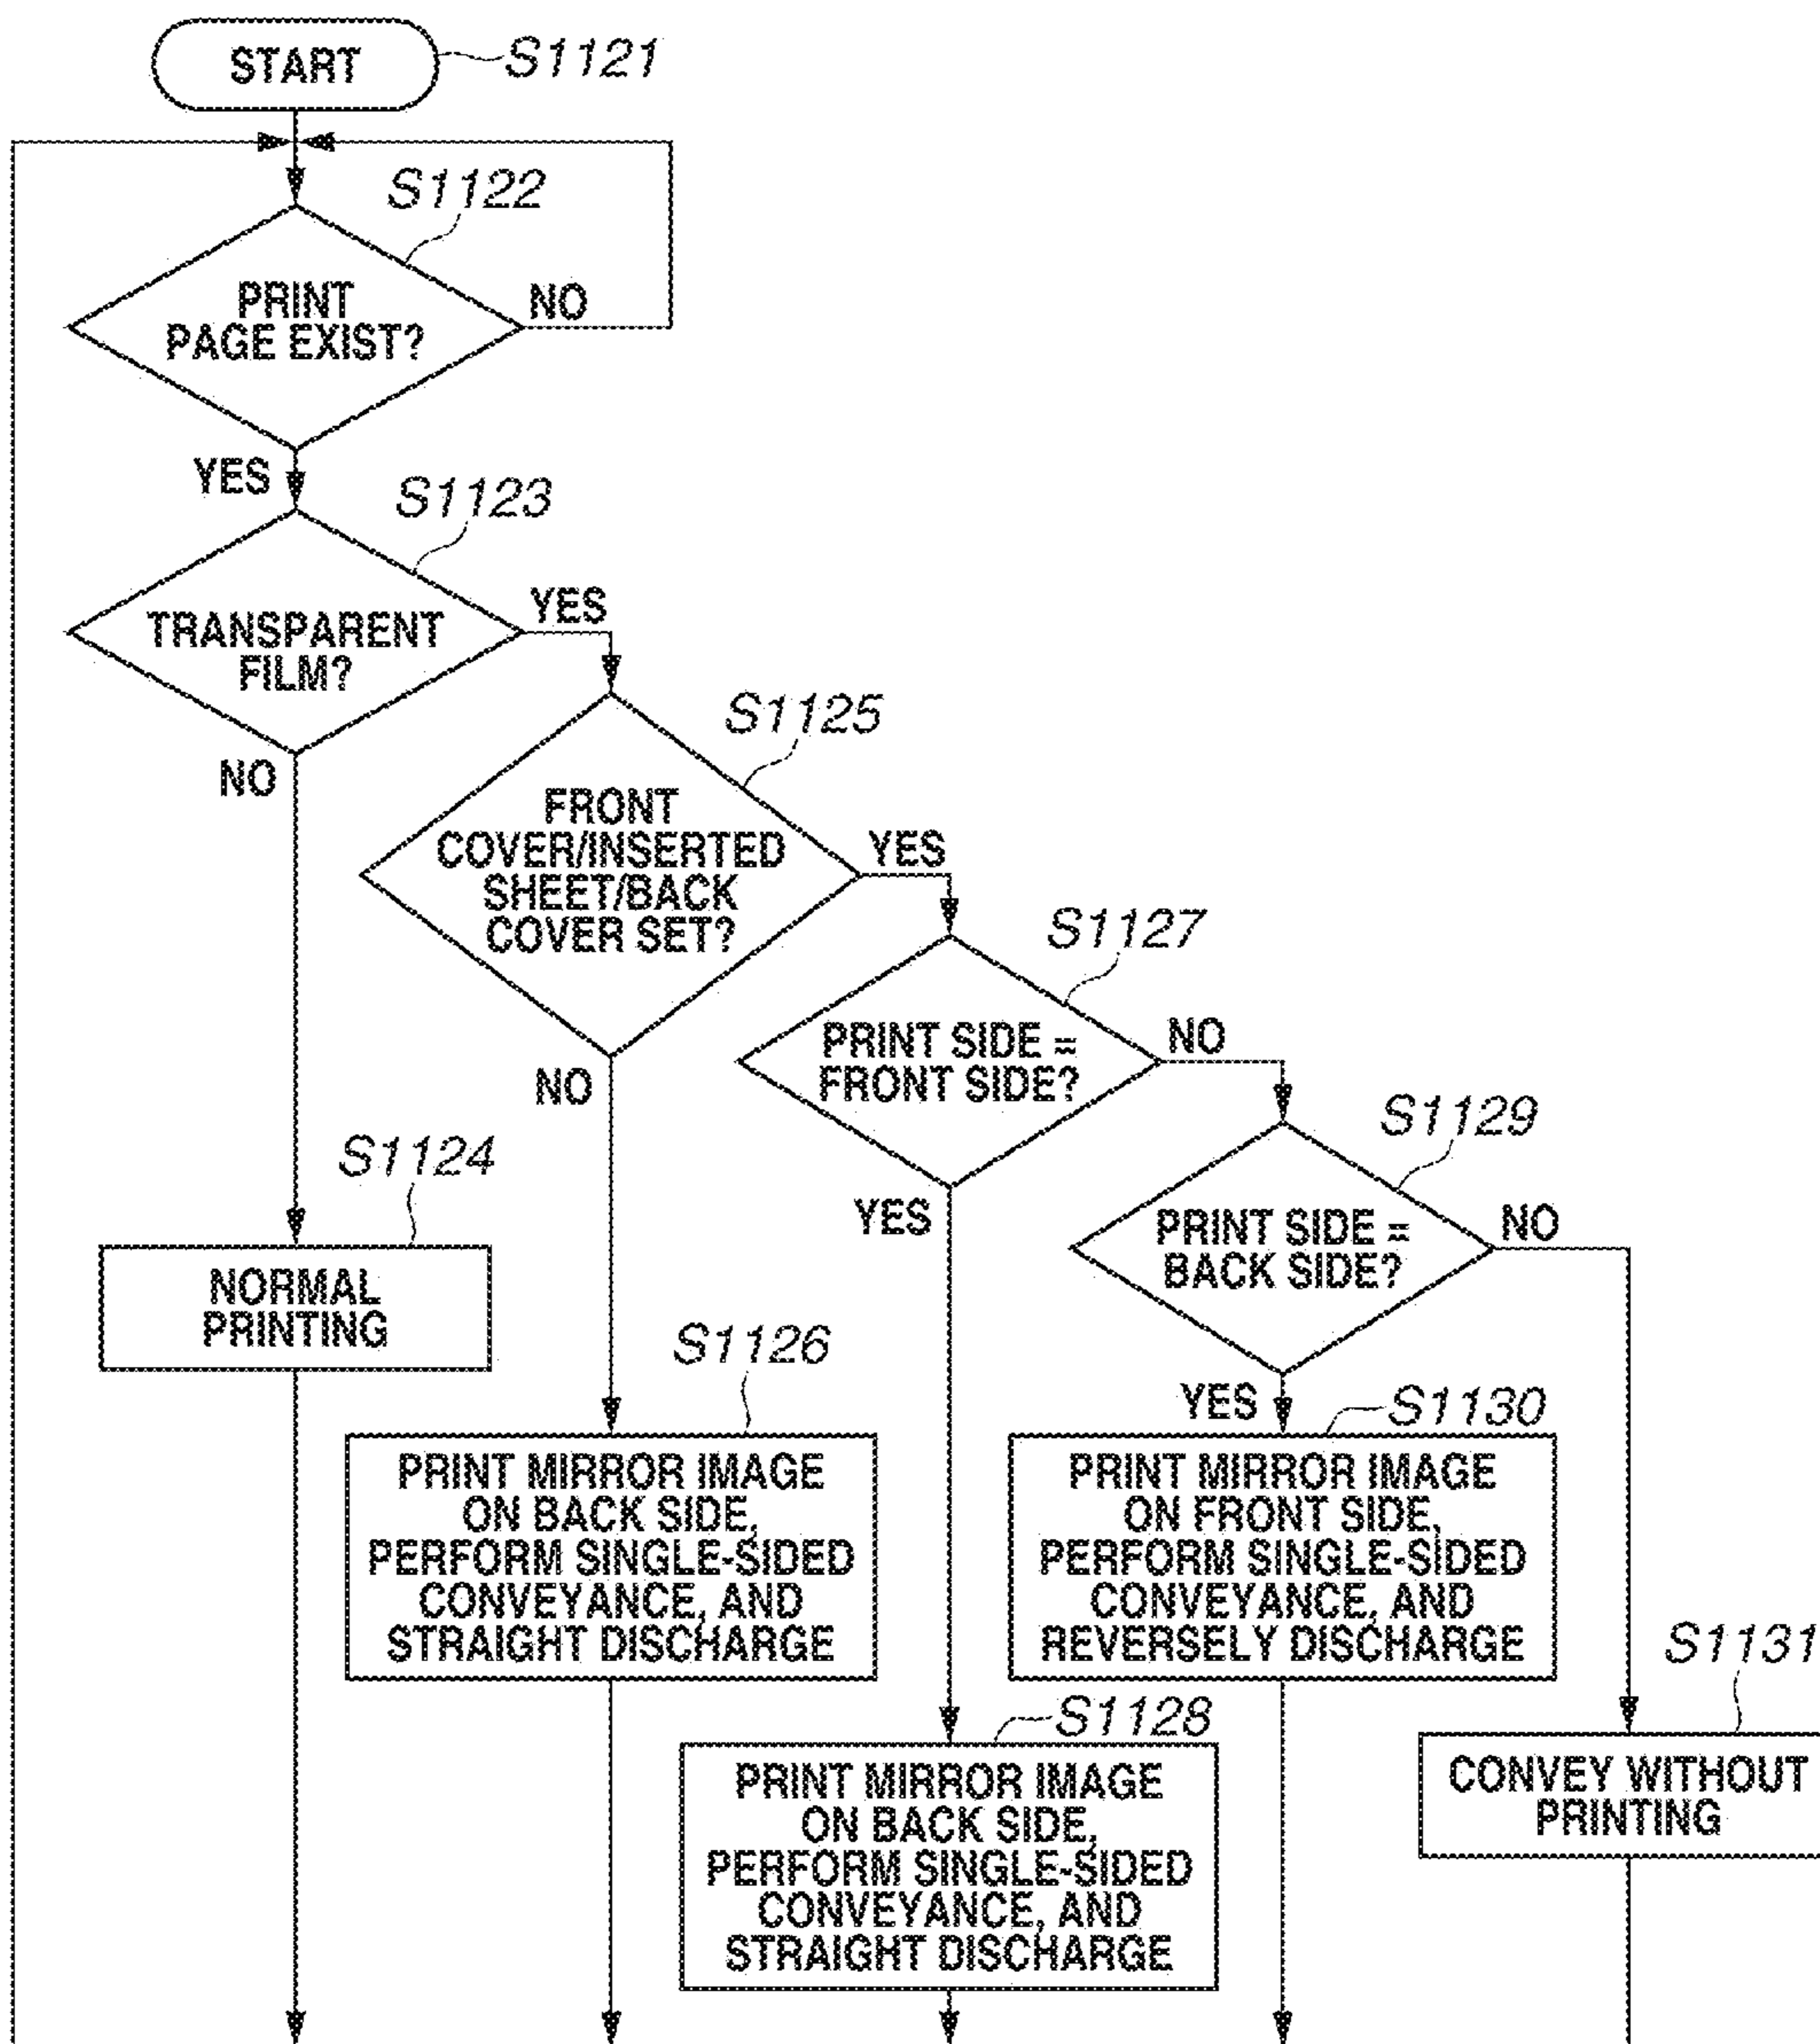 START
S1121
S1122
PRINT
PAGE EXIST?
NO
YES
S1123
TRANSPARENT
FILM?
YES
NO
S1125
FRONT
COVER/INSERTED
SHEET/BACK
COVER SET?
YES
NO
S1127
PRINT SIDE =
FRONT SIDE?
NO
YES
S1129
PRINT SIDE =
BACK SIDE?
NO
YES
S1124
NORMAL
PRINTING
S1126
PRINT MIRROR IMAGE
ON BACK SIDE,
PERFORM SINGLE-SIDED
CONVEYANCE, AND
STRAIGHT DISCHARGE
S1130
PRINT MIRROR IMAGE
ON FRONT SIDE,
PERFORM SINGLE-SIDED
CONVEYANCE, AND
REVERSELY DISCHARGE
S1128
PRINT MIRROR IMAGE
ON BACK SIDE,
PERFORM SINGLE-SIDED
CONVEYANCE, AND
STRAIGHT DISCHARGE
S1131
CONVEY WITHOUT
PRINTING